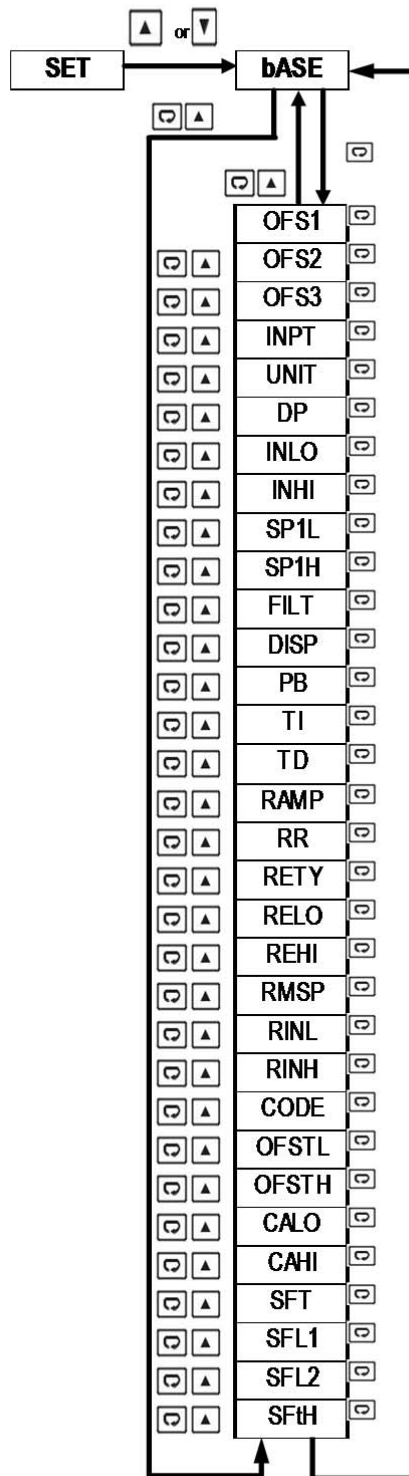 or
SET
bASE
OFS1
OFS2
OFS3
INPT
UNIT
DP
INLO
INHI
SP1L
SP1H
FILT
DISP
PB
TI
TD
RAMP
RR
RETY
RELO
REHI
RMSP
RINL
RINH
CODE
OFSTL
OFSTH
CALO
CAHI
SFT
SFL1
SFL2
SFtH